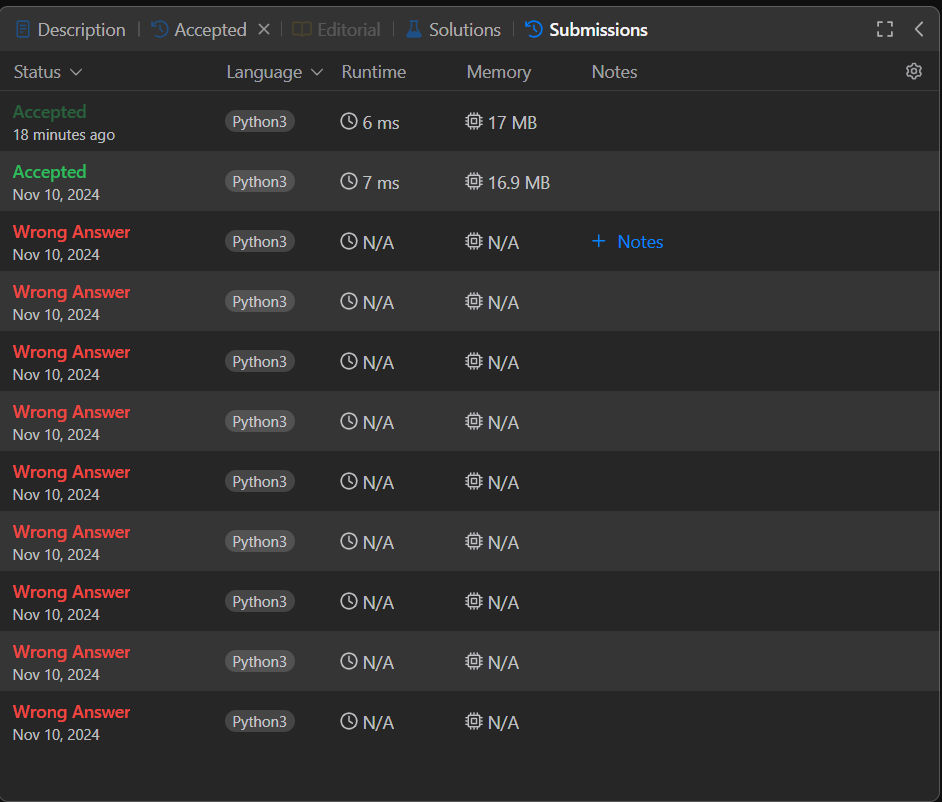 Description Accepted Editorial Solutions Submissions
Status Language Runtime Memory Notes
Accepted
18 minutes ago
Python3 6 ms 17 MB
Accepted
Nov 10, 2024
Python3 7 ms 16.9 MB
Wrong Answer
Nov 10, 2024
Python3 N/A N/A + Notes
Wrong Answer
Nov 10, 2024
Python3 N/A N/A
Wrong Answer
Nov 10, 2024
Python3 N/A N/A
Wrong Answer
Nov 10, 2024
Python3 N/A N/A
Wrong Answer
Nov 10, 2024
Python3 N/A N/A
Wrong Answer
Nov 10, 2024
Python3 N/A N/A
Wrong Answer
Nov 10, 2024
Python3 N/A N/A
Wrong Answer
Nov 10, 2024
Python3 N/A N/A
Wrong Answer
Nov 10, 2024
Python3 N/A N/A